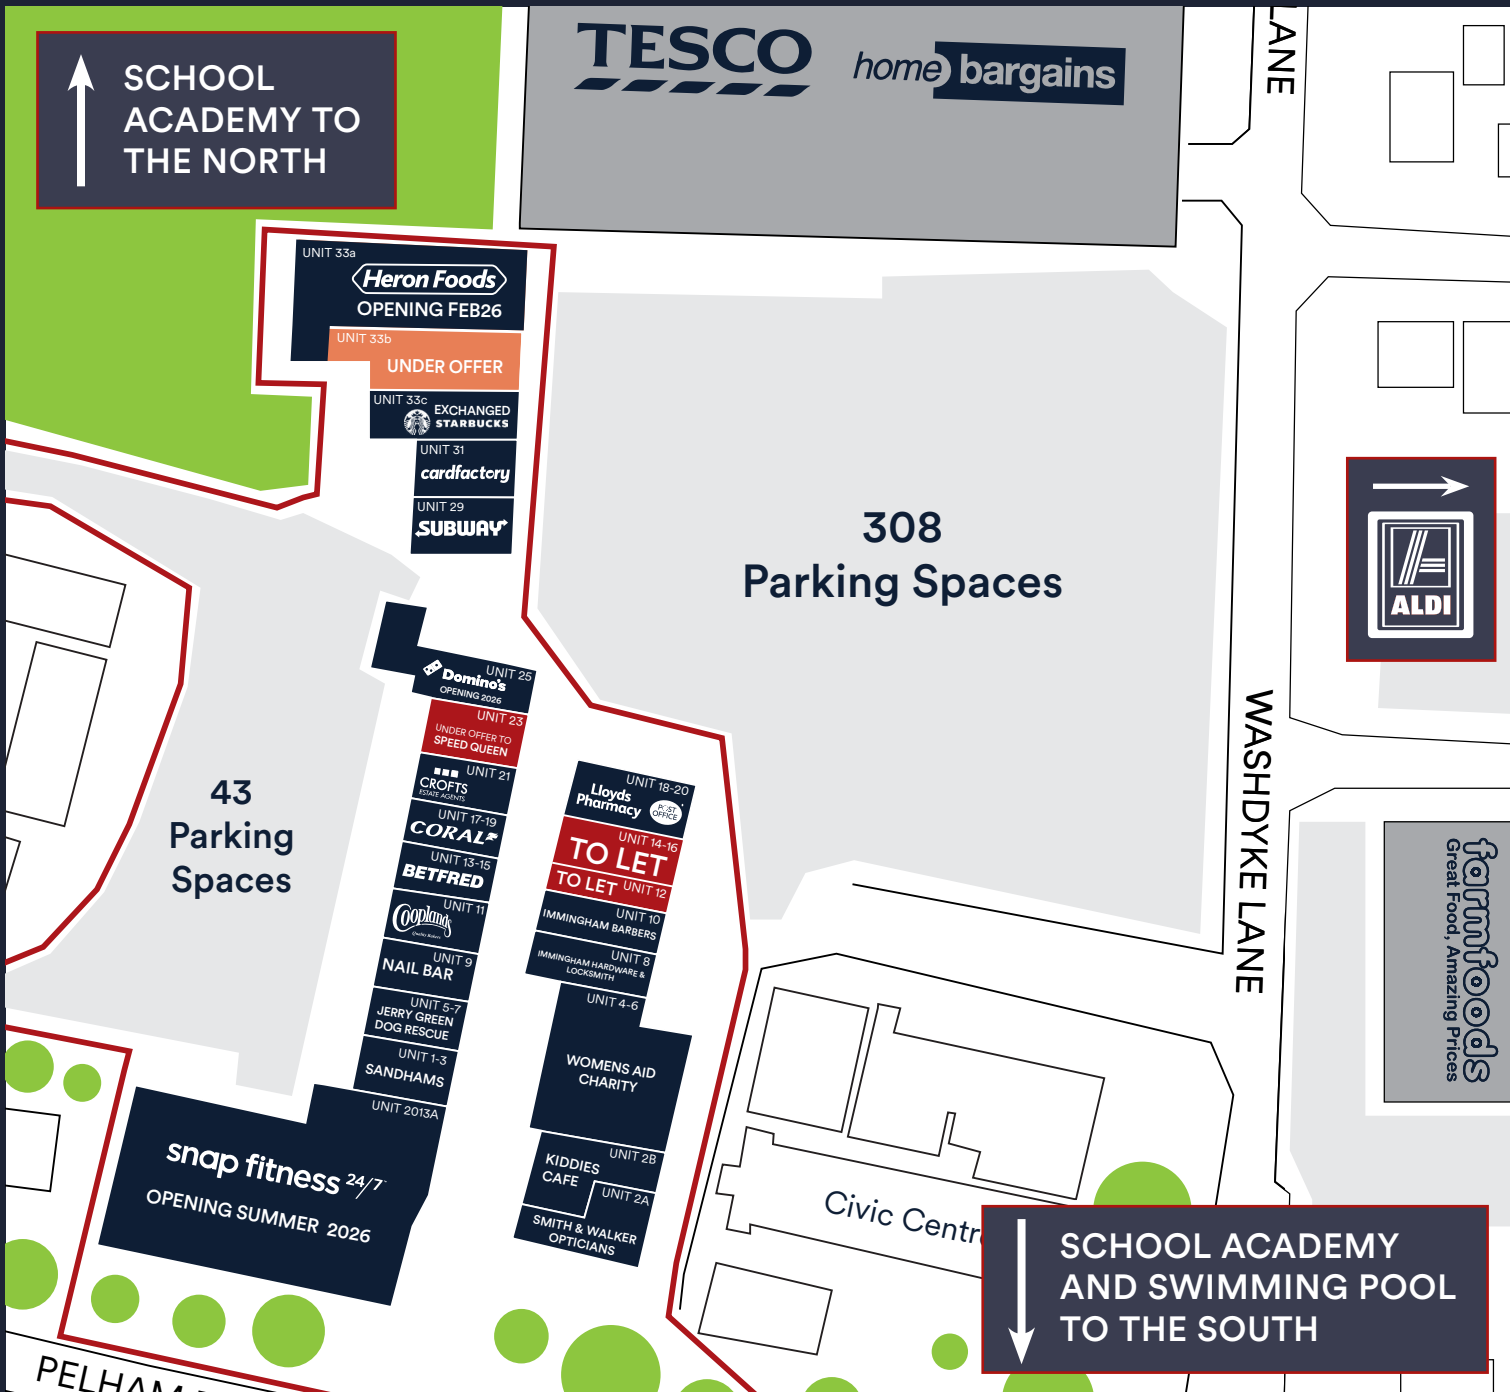 SCHOOL
ACADEMY TO
THE NORTH
TESCO
home bargains
LANE
UNIT 33a
Heron Foods
OPENING FEB26
UNIT 33b
UNDER OFFER
UNIT 33c
EXCHANGED
STARBUCKS
UNIT 31
cardfactory
UNIT 29
SUBWAY
308
Parking Spaces
ALDI
WASHDYKE LANE
UNIT 25
Domino's
OPENING 2026
UNIT 23
UNDER OFFER TO
SPEED QUEEN
UNIT 21
CROFTS
ESTATE AGENTS
UNIT 17-19
CORAL
UNIT 13-15
BETFRED
UNIT 11
Cooplands
Quality Bakers
UNIT 9
NAIL BAR
UNIT 5-7
JERRY GREEN
DOG RESCUE
UNIT 1-3
SANDHAMS
UNIT 2013A
snap fitness 24/7
OPENING SUMMER 2026
43
Parking
Spaces
UNIT 18-20
Lloyds
Pharmacy
POST
OFFICE
UNIT 14-16
TO LET
TO LET UNIT 12
UNIT 10
IMMINGHAM BARBERS
UNIT 8
IMMINGHAM HARDWARE &
LOCKSMITH
UNIT 4-6
WOMENS AID
CHARITY
UNIT 2B
KIDDIES
CAFE
UNIT 2A
SMITH & WALKER
OPTICIANS
farmfoods
Great Food, Amazing Prices
Civic Centre
SCHOOL ACADEMY
AND SWIMMING POOL
TO THE SOUTH
PELHAM